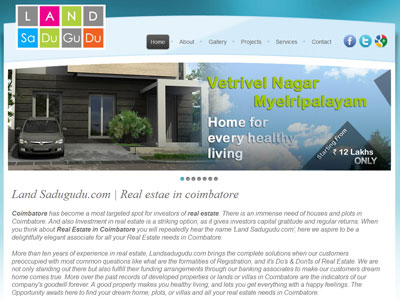 LAND
SaDuGuDu
Home About Gallery Projects Services Contact
Vetrivel Nagar
Myeiripalayam
Home for
every healthy
living
Starting From
₹ 12 Lakhs
ONLY
Land Sadugudu.com | Real estae in coimbatore
Coimbatore has become a most targeted spot for investors of real estate. There is an immense need of houses and plots in
Coimbatore. And also Investment in real estate is a striking option, as it gives investors capital gratitude and regular returns. When
you think about Real Estate in Coimbatore you will repeatedly hear the name 'Land Sadugudu.com', here we aspire to be a
delightfully elegant associate for all your Real Estate needs in Coimbatore.
More than ten years of experience in real estate, Landsadugudu.com brings the complete solutions when our customers
preoccupied with most common questions like what are the formalities of Registration, and it's Do's & Dont's of Real Estate. We are
not only standing out there but also fulfill their funding arrangements through our banking associates to make our customers dream
home comes true. More over the past records of developed properties or lands or villas in Coimbatore are the indicators of our
company's goodwill forever. A good property makes you healthy living, and lets you get everything with a happy feelings. The
Opportunity awaits here to find your dream home, plots, or villas and all your real estate needs in Coimbatore.